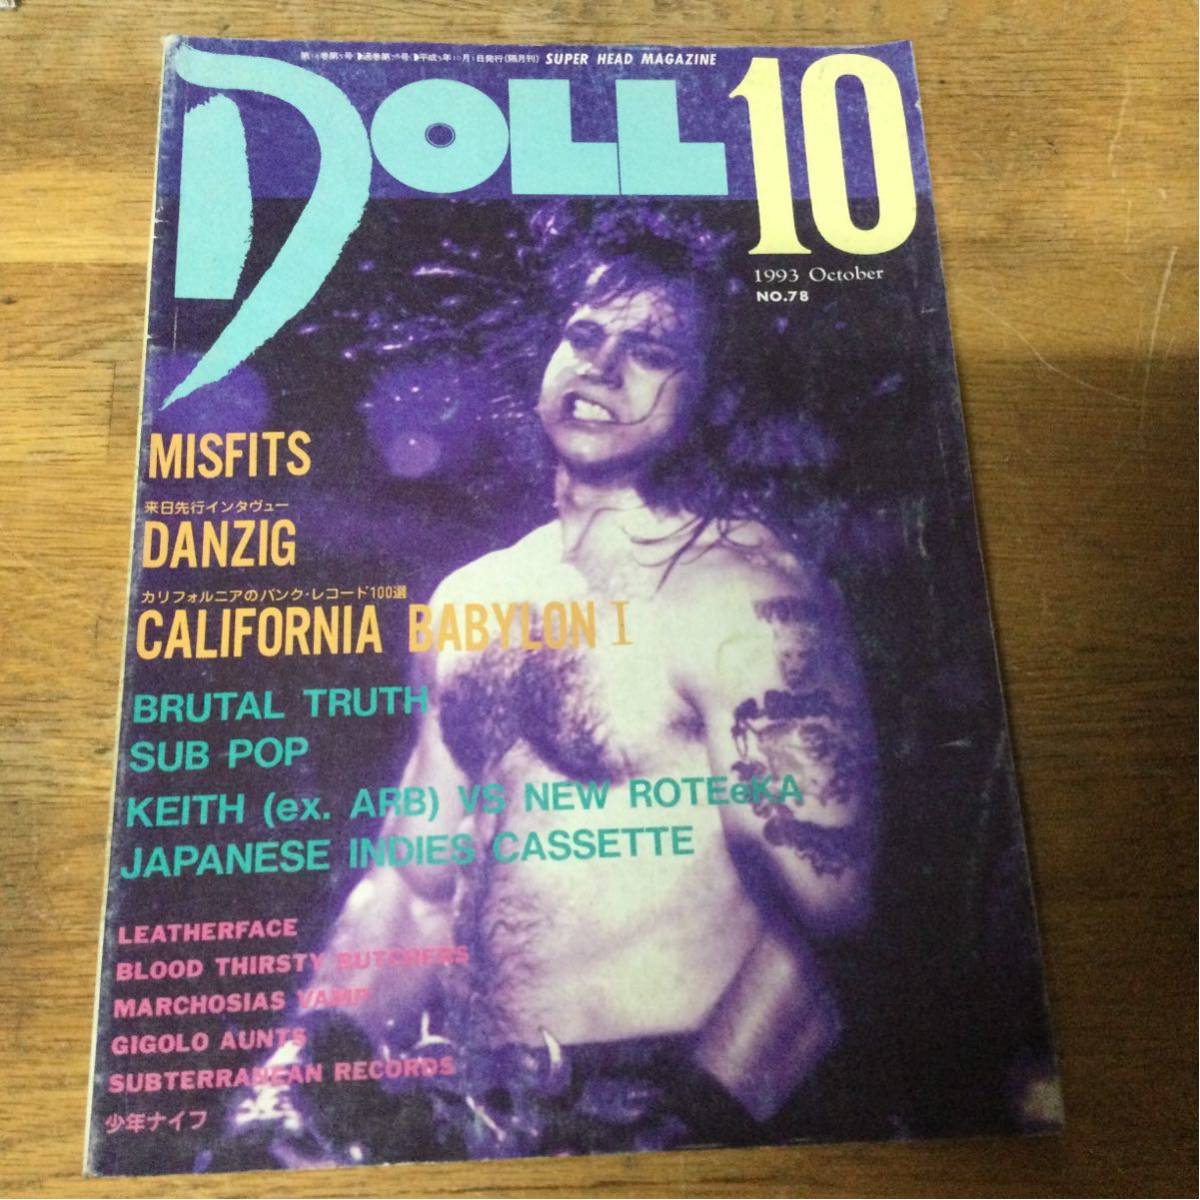 SUPER HEAD MAGAZINE
DOLL 10
1993 October
NO.78
MISFITS
来日先行インタヴュー
DANZIG
カリフォルニアのパンク・レコード100選
CALIFORNIA BABYLON I
BRUTAL TRUTH
SUB POP
KEITH (ex. ARB) VS NEW ROTEeKA
JAPANESE INDIES CASSETTE
LEATHERFACE
BLOOD THIRSTY BUTCHERS
MARCHOSIAS VAMP
GIGOLO AUNTS
SUBTERRANEAN RECORDS
少年ナイフ